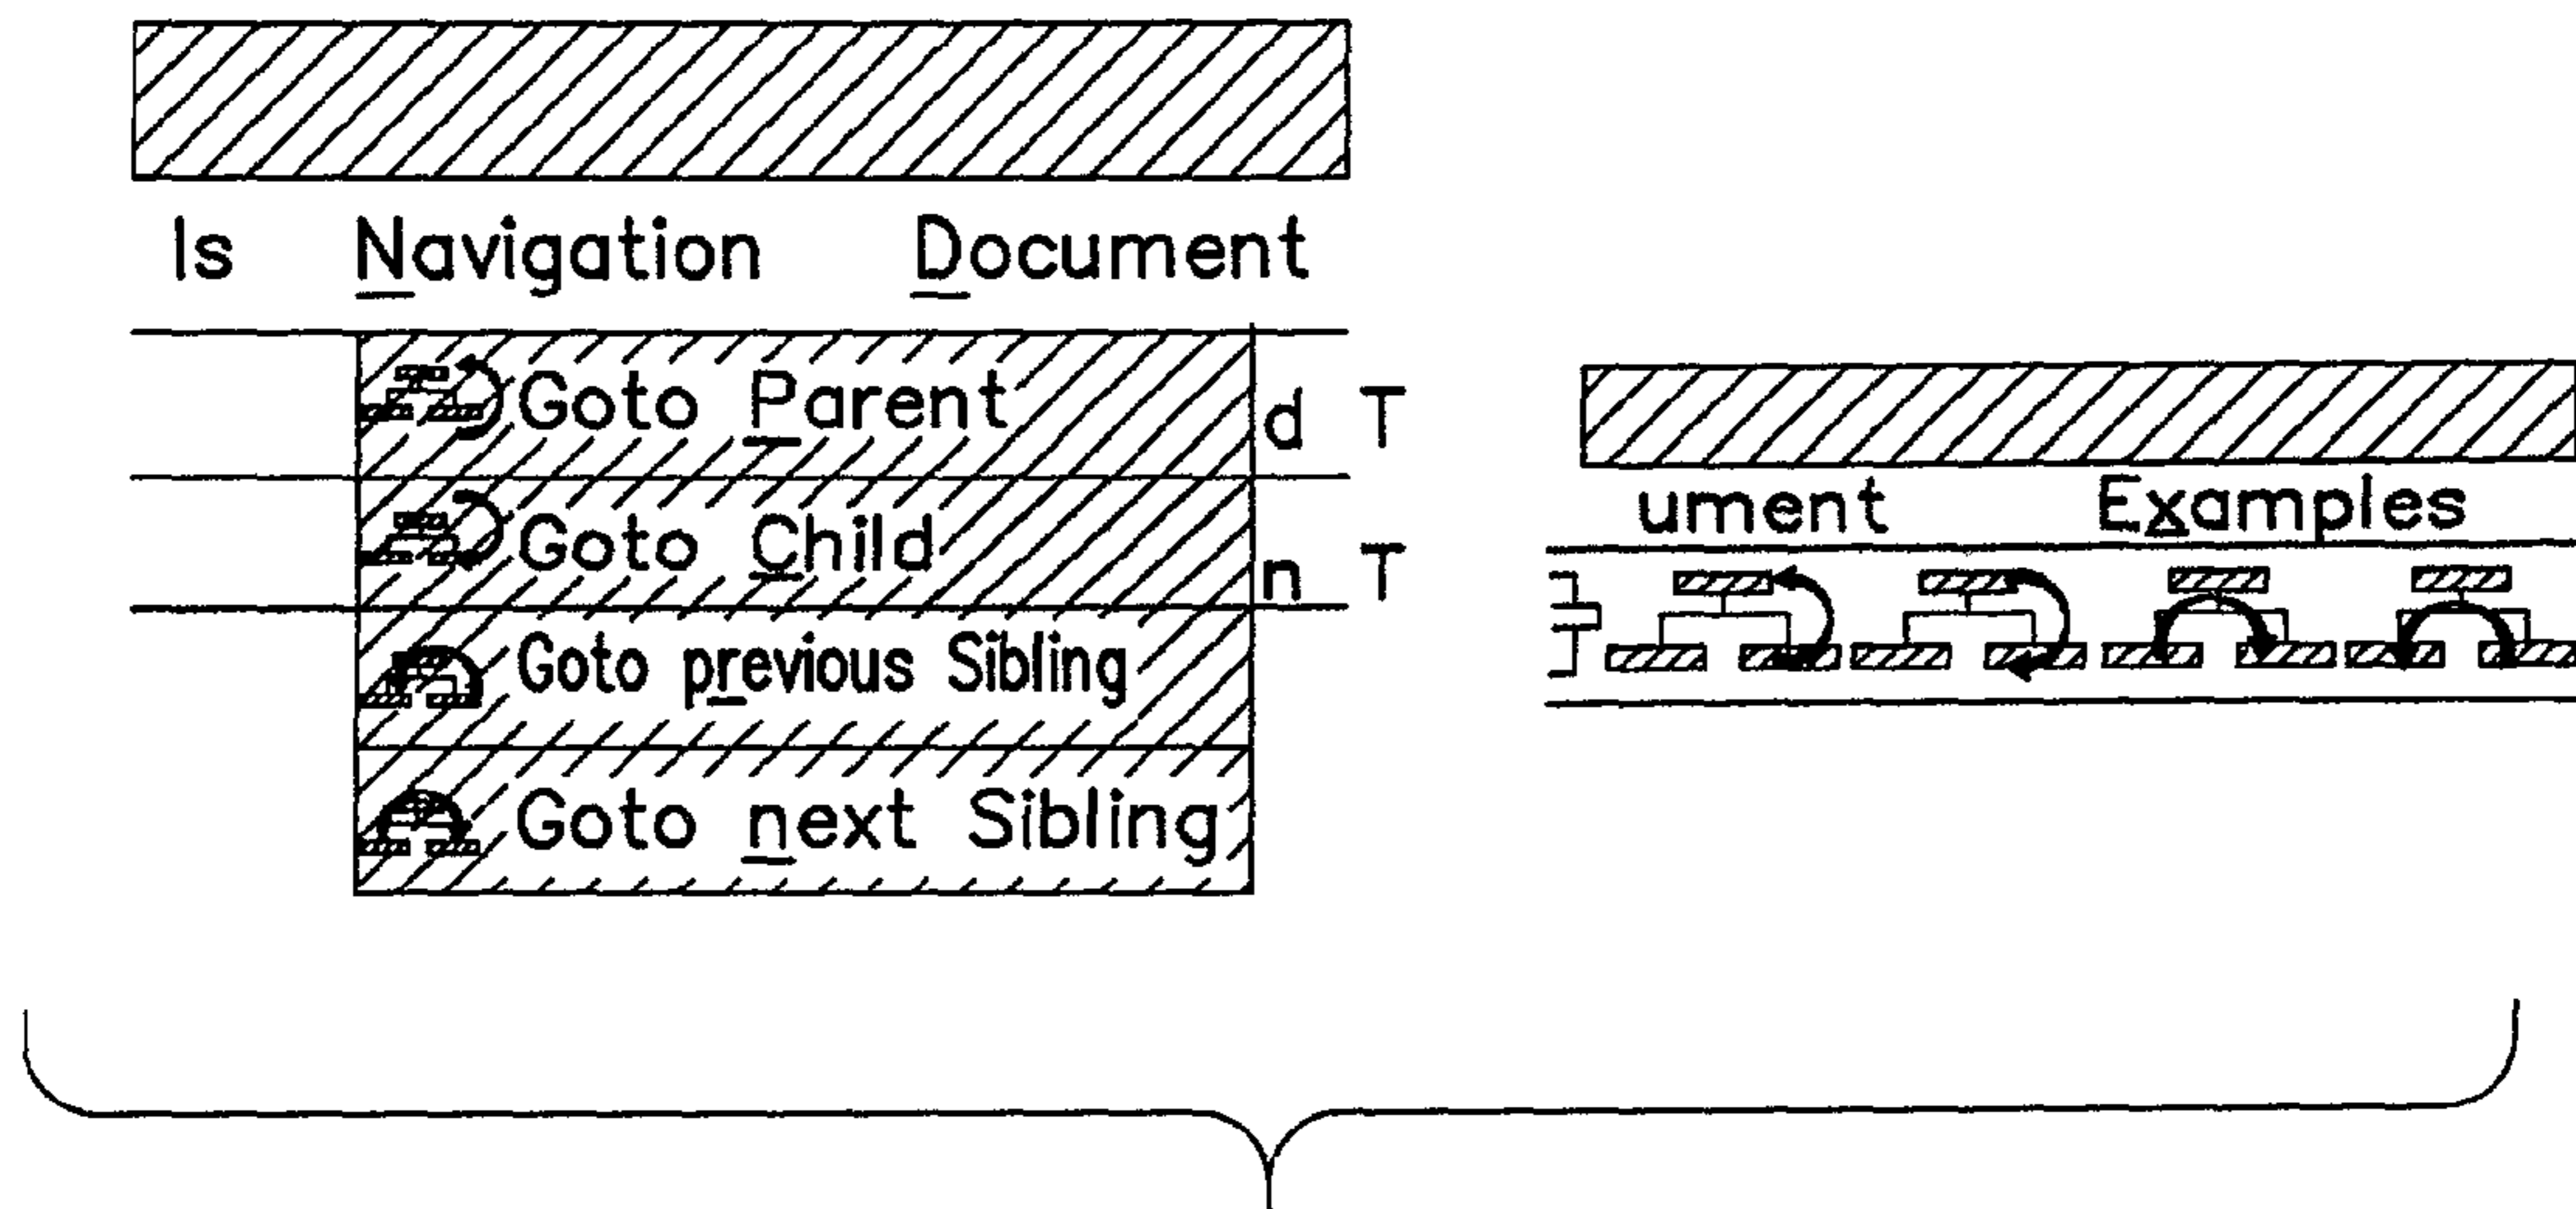 ls Navigation Document
Goto Parent
d T
Goto Child
n T
Goto previous Sibling
Goto next Sibling
ument Examples